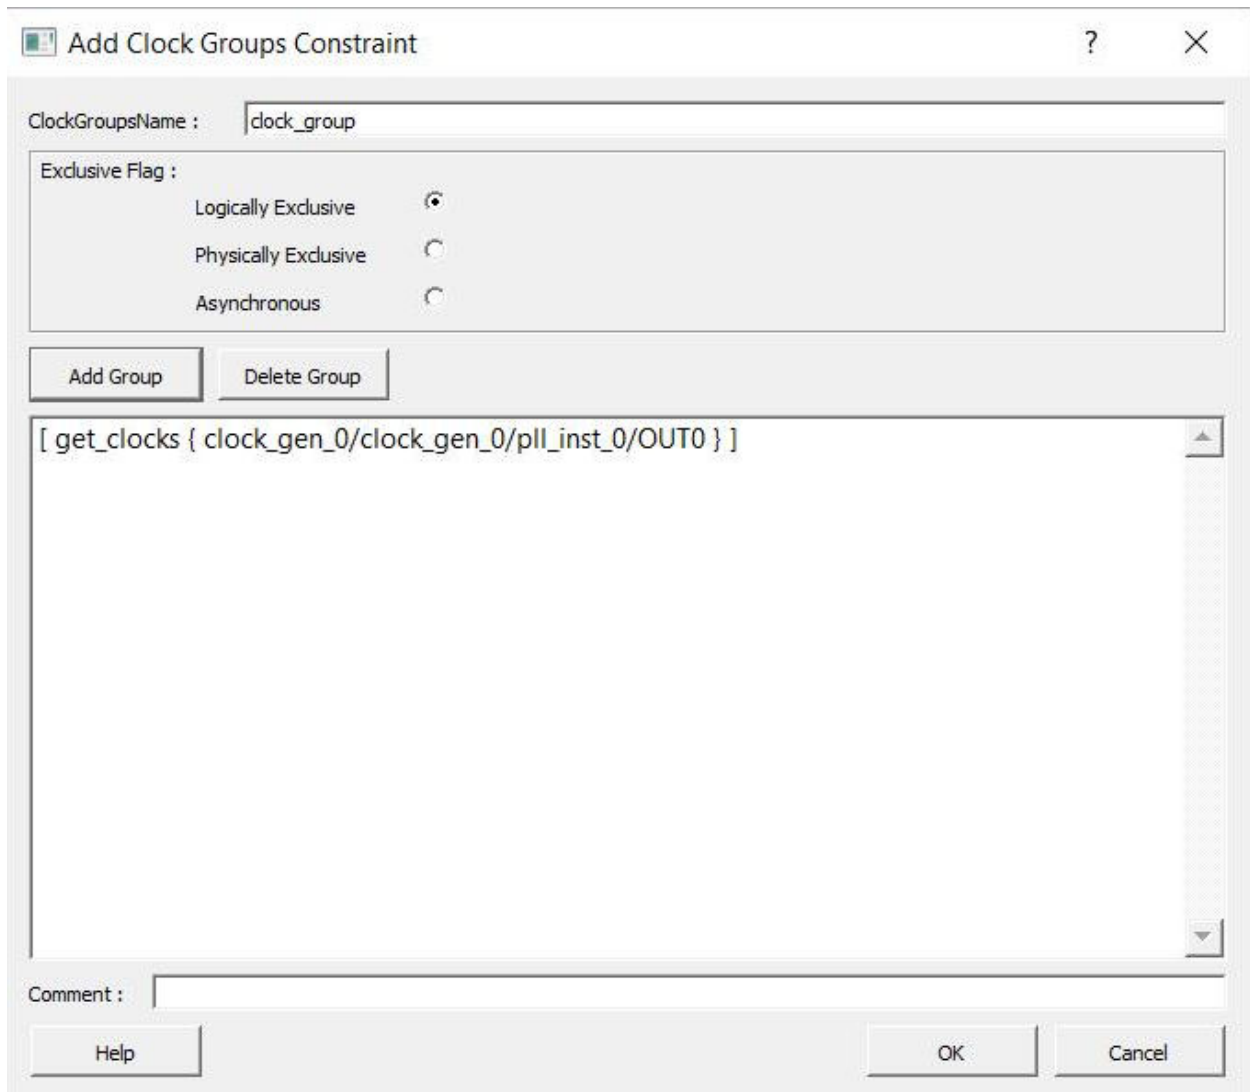 Add Clock Groups Constraint ?
ClockGroupsName : clock_group
Exclusive Flag :
Logically Exclusive
Physically Exclusive
Asynchronous
Add Group Delete Group
[ get_clocks { clock_gen_0/clock_gen_0/pll_inst_0/OUT0 } ]
Comment :
Help OK Cancel